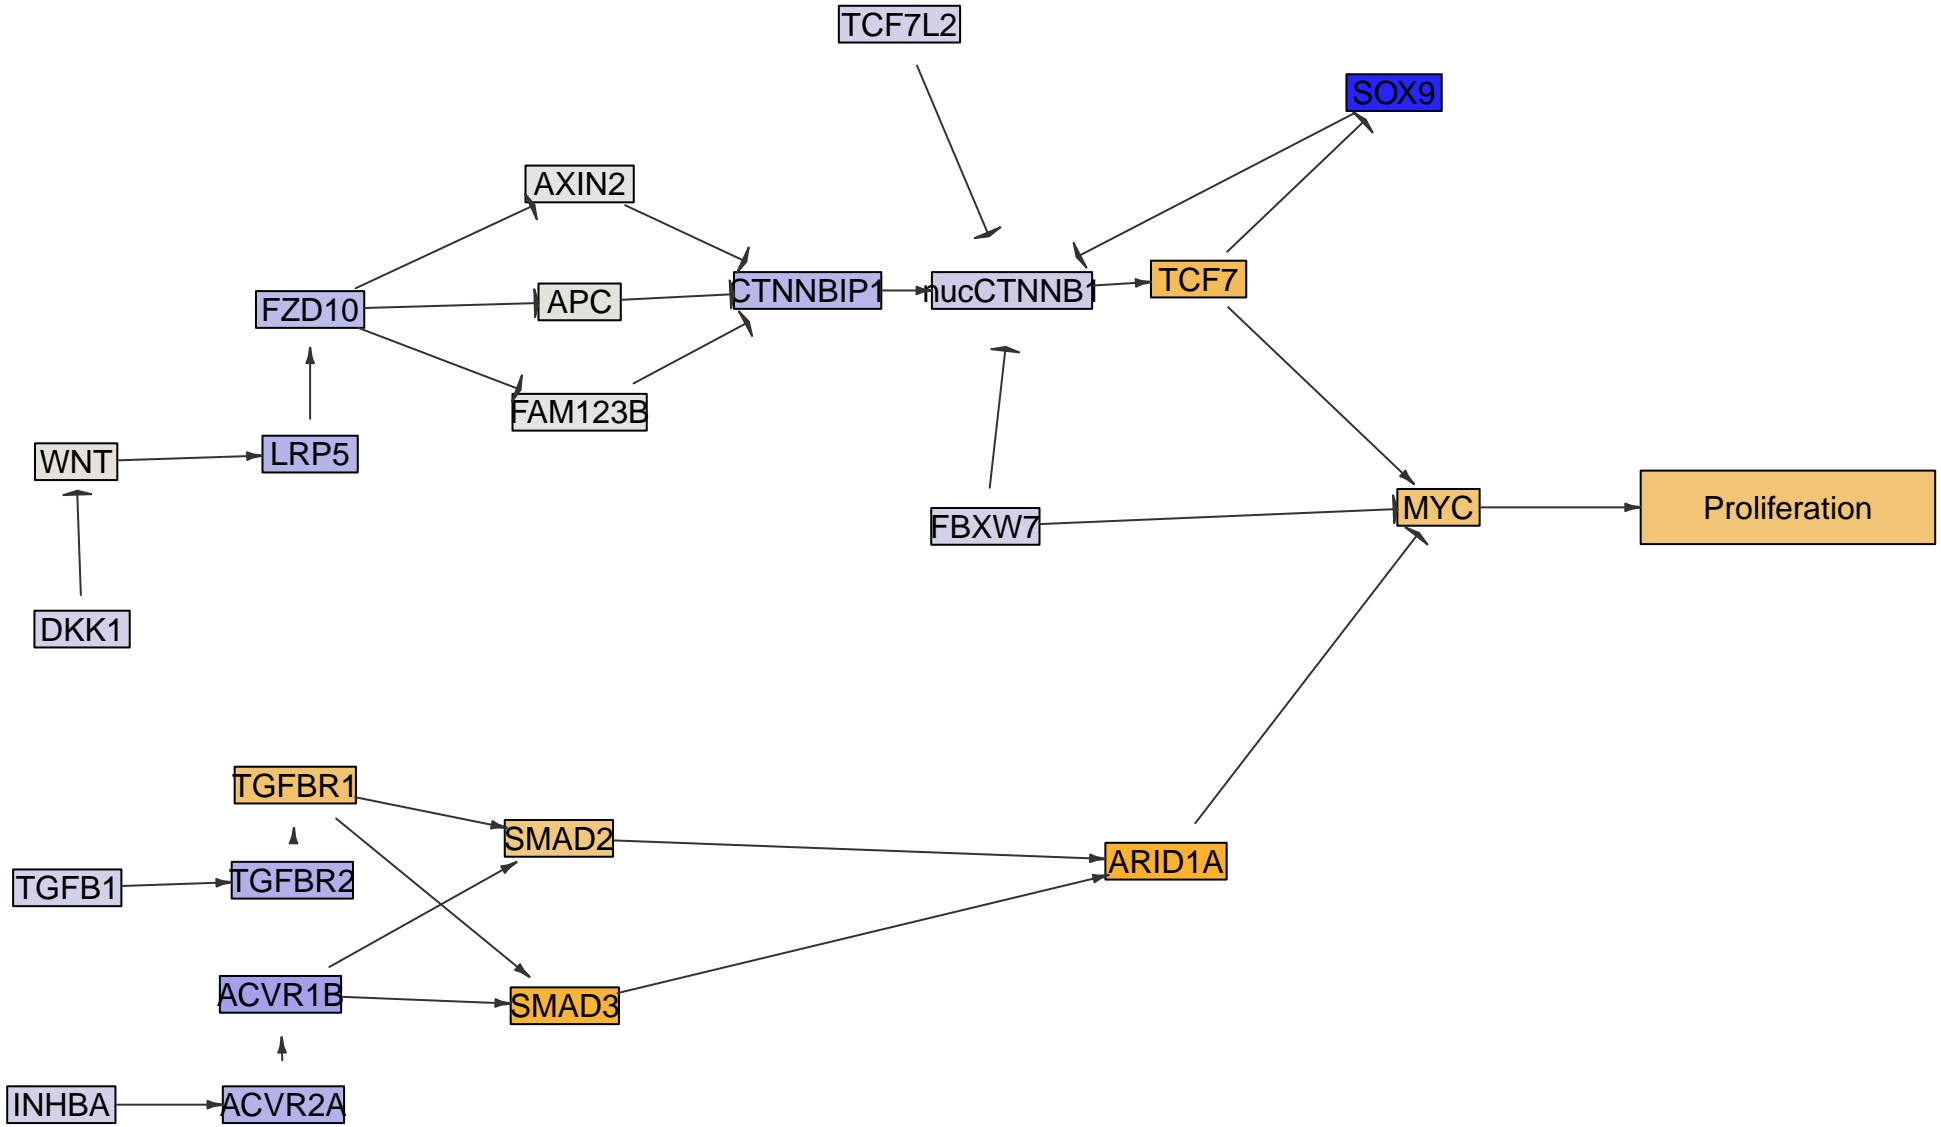 TCF7L2
SOX9
AXIN2
FZD10
APC
CTNNBIP1
nucCTNNB1
TCF7
FAM123B
WNT
LRP5
FBXW7
MYC
Proliferation
DKK1
TGFBR1
SMAD2
ARID1A
TGFB1
TGFBR2
ACVR1B
SMAD3
INHBA
ACVR2A